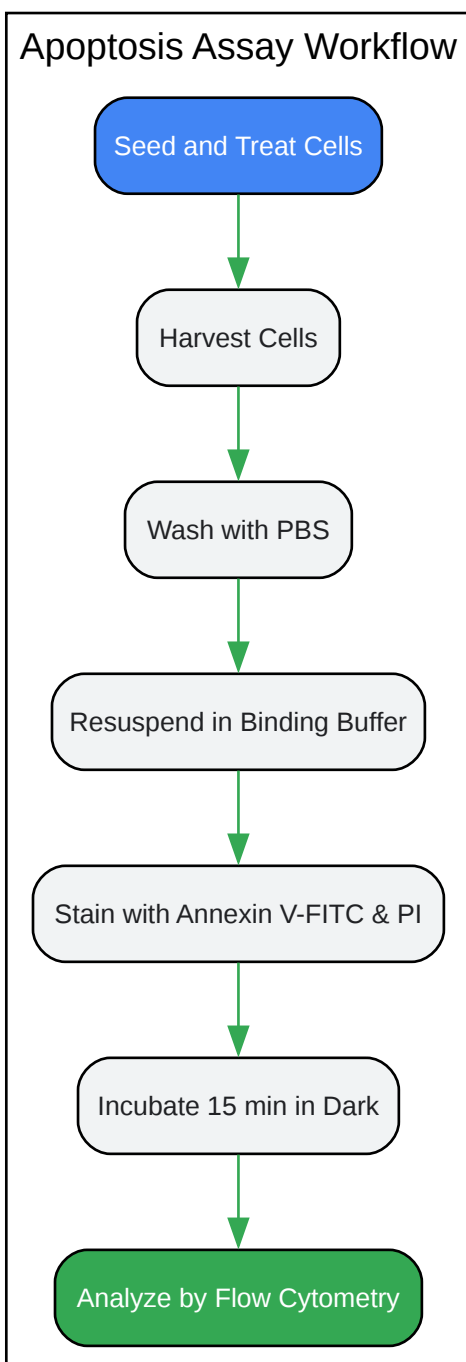 Apoptosis Assay Workflow
Seed and Treat Cells
Harvest Cells
Wash with PBS
Resuspend in Binding Buffer
Stain with Annexin V-FITC & PI
Incubate 15 min in Dark
Analyze by Flow Cytometry